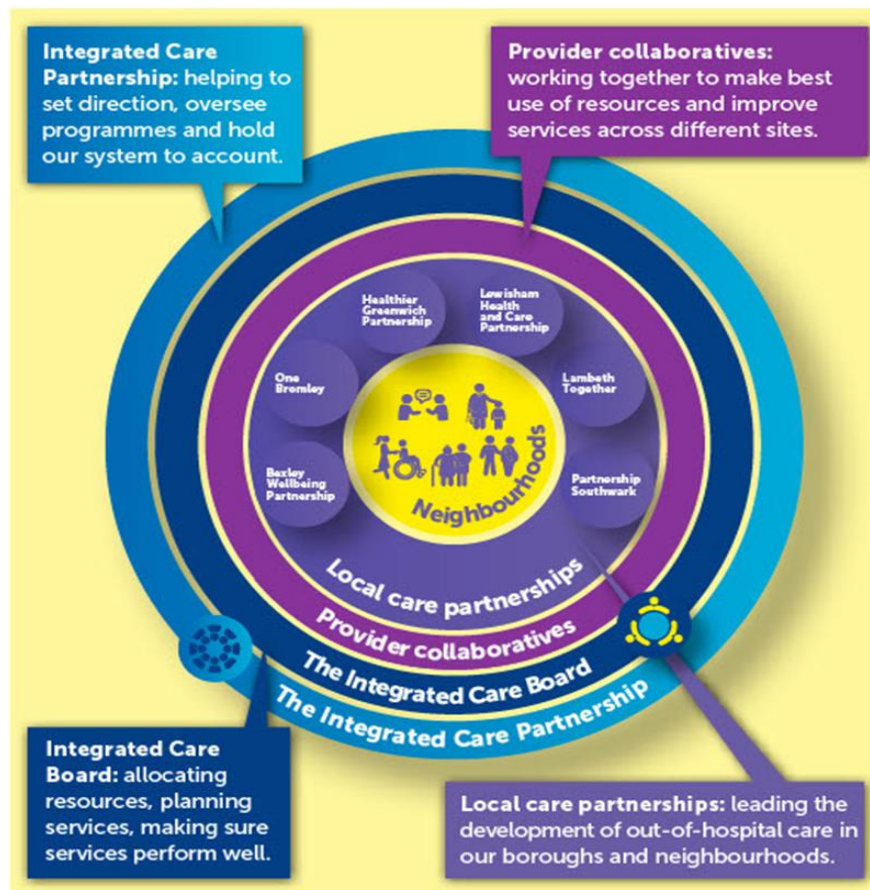 Integrated Care
Partnership: helping to
set direction, oversee
programmes and hold
our system to account.
Provider collaboratives:
working together to make best
use of resources and improve
services across different sites.
Healthier
Greenwich
Partnership
Lewisham
Health
and Care
Partnership
One
Bromley
Lambeth
Together
Bexley
Wellbeing
Partnership
Partnership
Southwark
Neighbourhoods
Local care partnerships
Provider collaboratives
The Integrated Care Board
The Integrated Care Partnership
Integrated Care
Board: allocating
resources, planning
services, making sure
services perform well.
Local care partnerships: leading the
development of out-of-hospital care in
our boroughs and neighbourhoods.